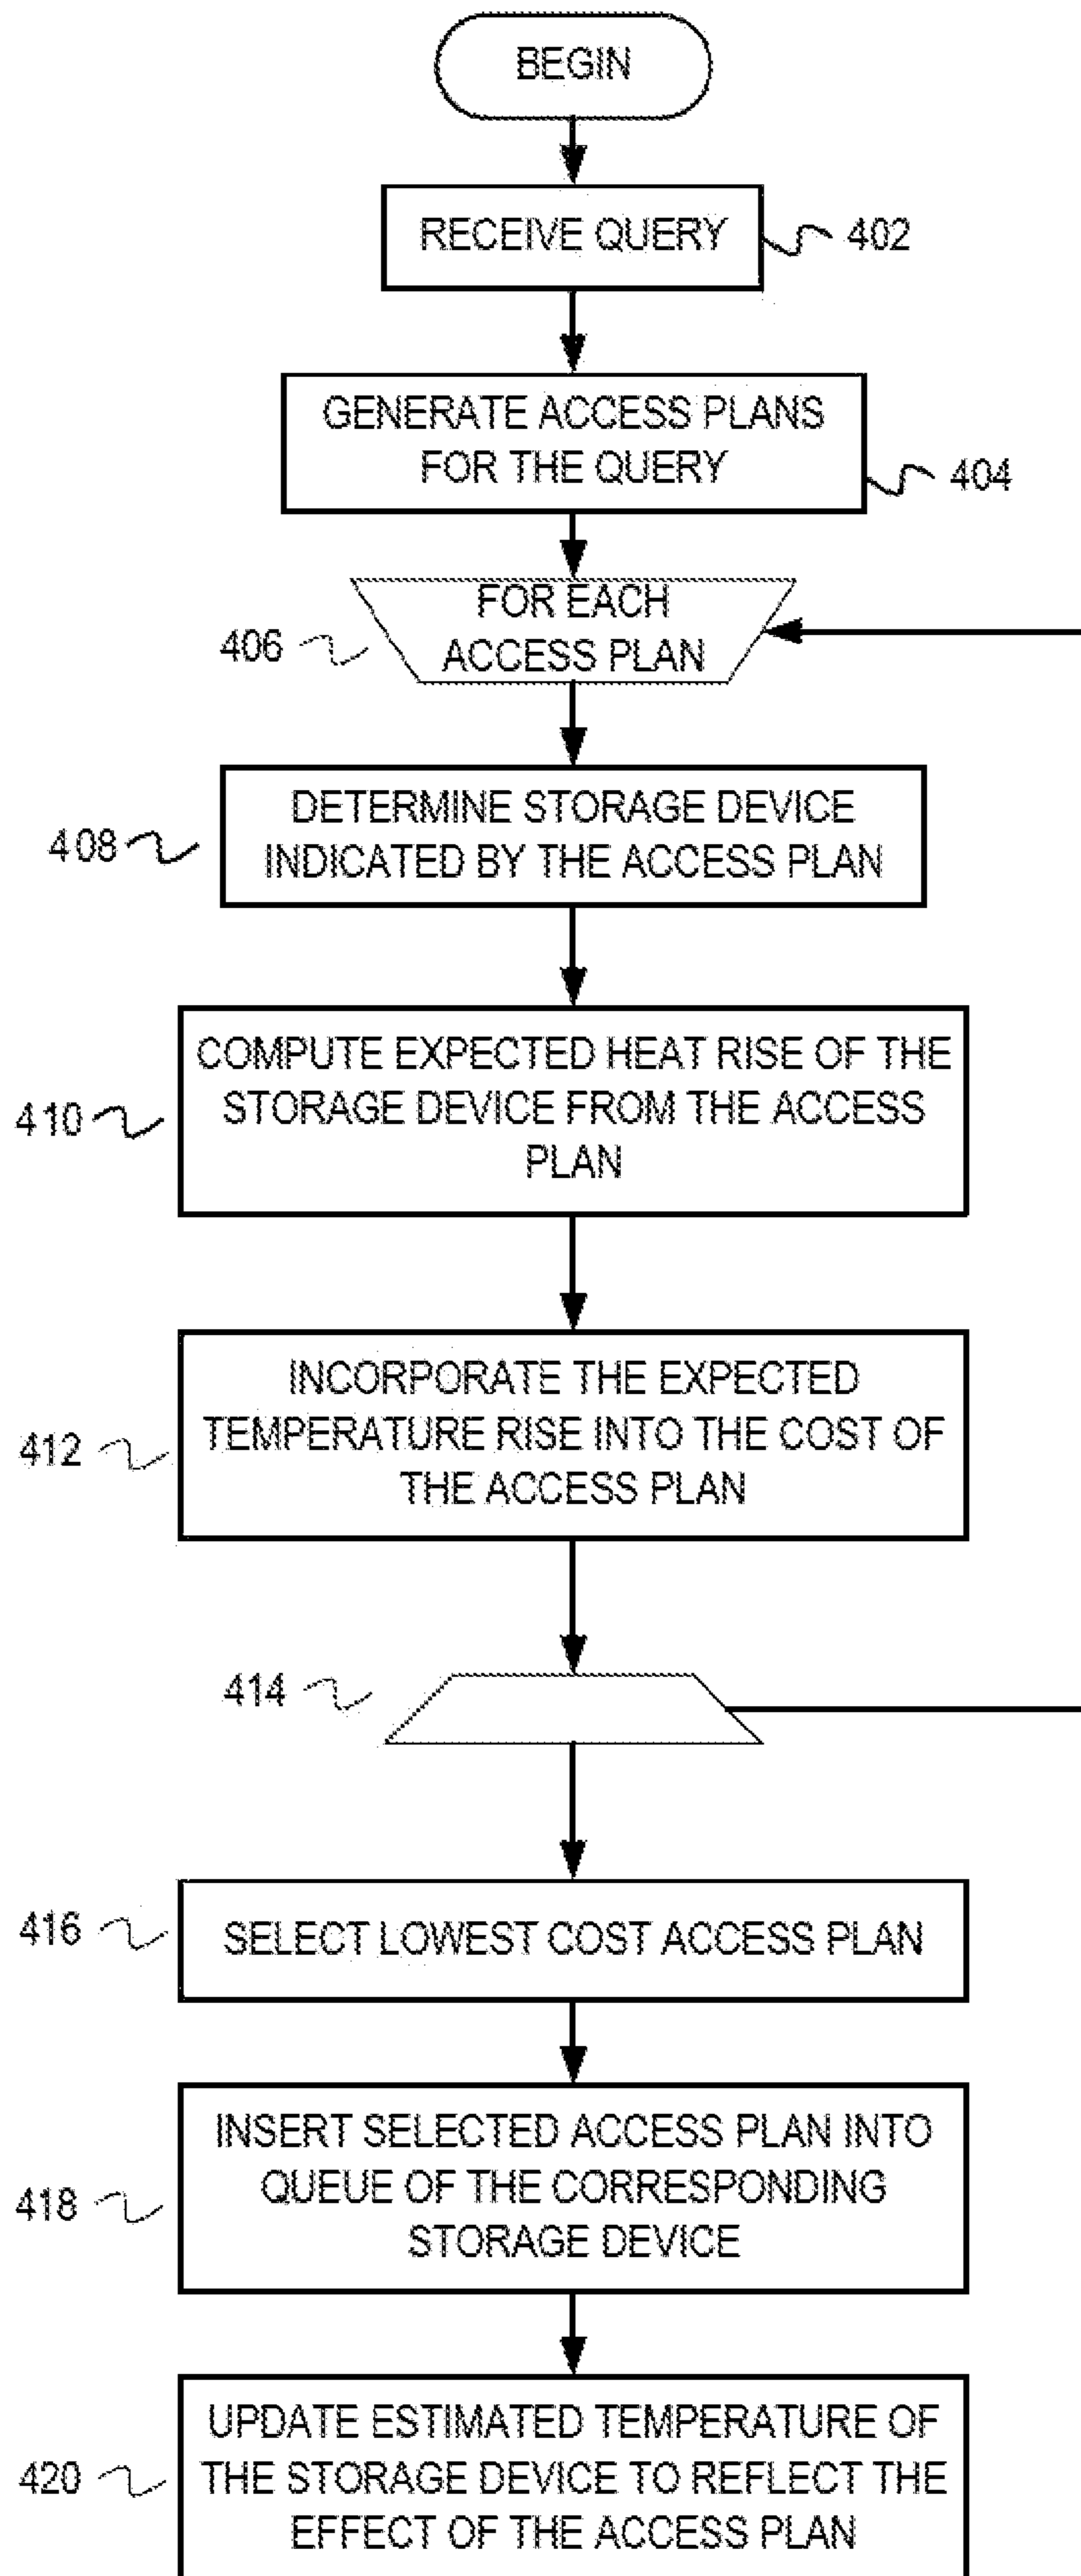 BEGIN
RECEIVE QUERY
402
GENERATE ACCESS PLANS
FOR THE QUERY
404
FOR EACH
ACCESS PLAN
406
DETERMINE STORAGE DEVICE
INDICATED BY THE ACCESS PLAN
408
COMPUTE EXPECTED HEAT RISE OF THE
STORAGE DEVICE FROM THE ACCESS
PLAN
410
INCORPORATE THE EXPECTED
TEMPERATURE RISE INTO THE COST OF
THE ACCESS PLAN
412
414
416
SELECT LOWEST COST ACCESS PLAN
INSERT SELECTED ACCESS PLAN INTO
QUEUE OF THE CORRESPONDING
STORAGE DEVICE
418
UPDATE ESTIMATED TEMPERATURE OF
THE STORAGE DEVICE TO REFLECT THE
EFFECT OF THE ACCESS PLAN
420